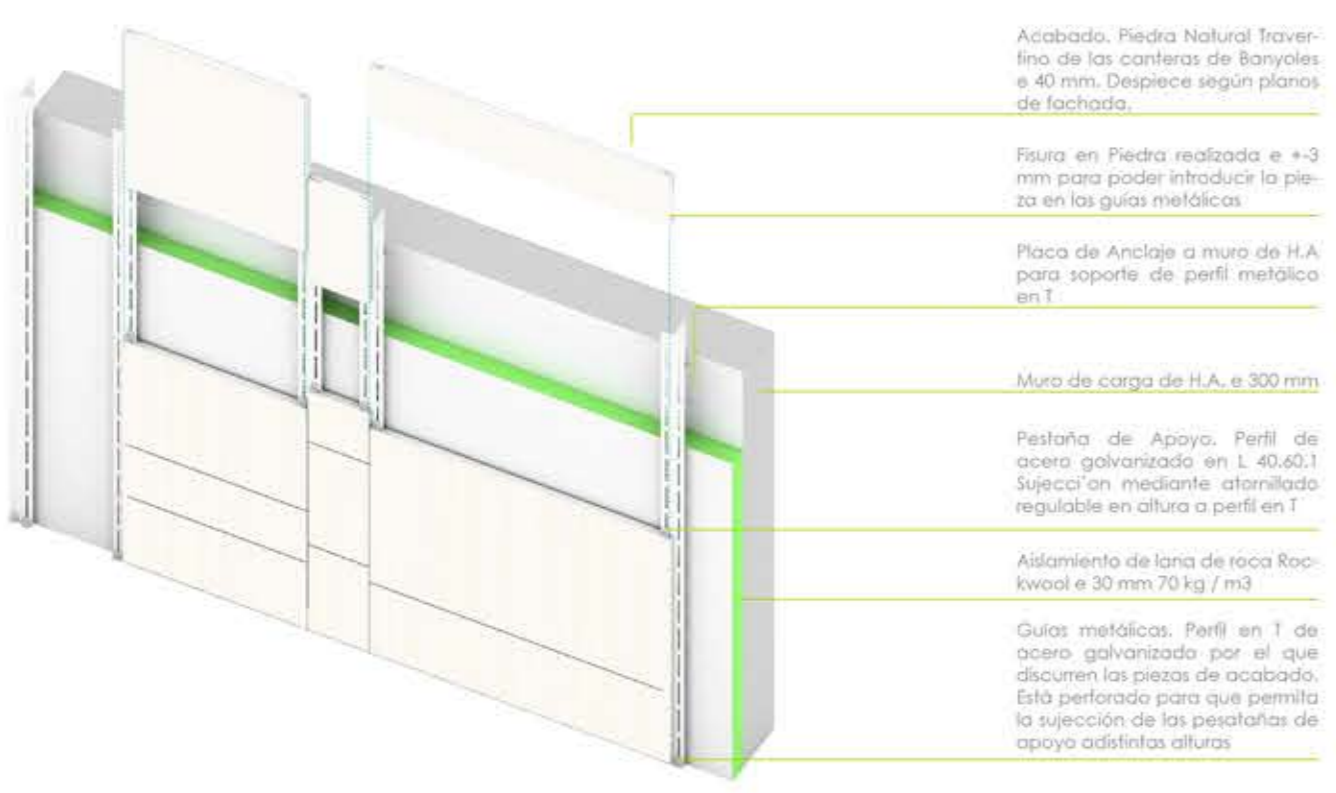 Acabado. Piedra Natural Traver-
tino de las canteras de Banyoles
e 40 mm. Despiece según planos
de fachada.
Fisura en Piedra realizada e +-3
mm para poder introducir la pie-
za en las guias metálicas
Placa de Anclaje a muro de H.A
para soporte de perfil metálico
en T
Muro de carga de H.A. e 300 mm
Pestaña de Apoyo. Perfil de
acero galvanizado en L 40.60.1
Sujecci´on mediante atornillado
regulable en altura a perfil en T
Aislamiento de lana de roca Roc-
kwool e 30 mm 70 kg / m3
Guías metálicas. Perfil en T de
acero galvanizado por el que
discurren las piezas de acabado.
Está perforado para que permita
la sujección de las pesatañas de
apoyo adistintas alturas